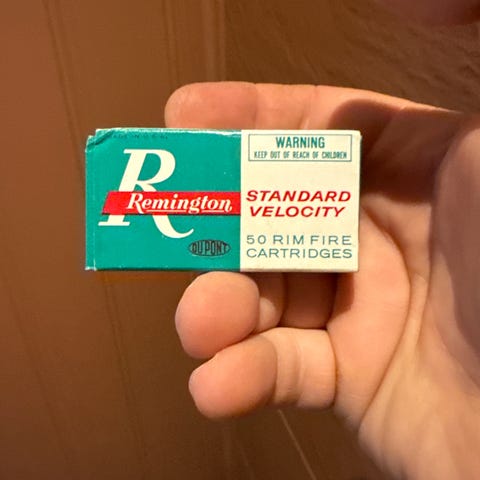 R
Remington
DU PONT
WARNING
KEEP OUT OF REACH OF CHILDREN
STANDARD
VELOCITY
50 RIM FIRE
CARTRIDGES